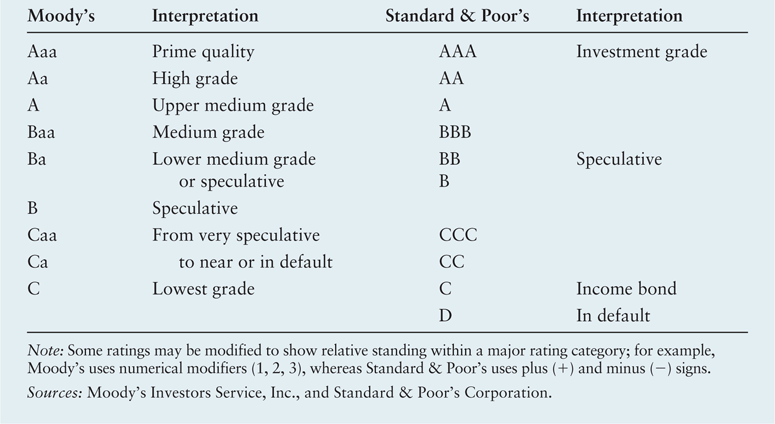 Moody's Interpretation Standard & Poor's Interpretation
Aaa Prime quality AAA Investment grade
Aa High grade AA
A Upper medium grade A
Baa Medium grade BBB
Ba Lower medium grade BB Speculative
or speculative B
B Speculative
Caa From very speculative CCC
Ca to near or in default CC
C Lowest grade C Income bond
D In default
Note: Some ratings may be modified to show relative standing within a major rating category; for example,
Moody's uses numerical modifiers (1, 2, 3), whereas Standard & Poor's uses plus (+) and minus (−) signs.
Sources: Moody's Investors Service, Inc., and Standard & Poor's Corporation.